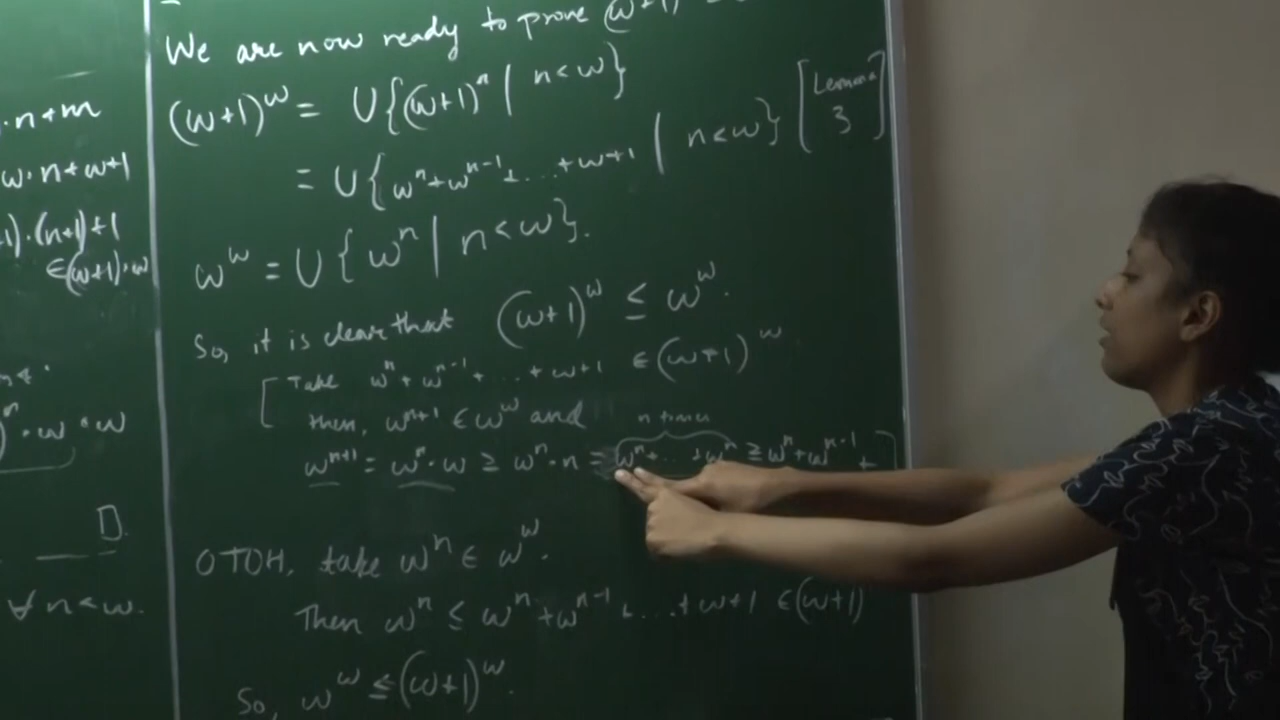 ·n+m
ω·n+ω+1
1)·(n+1)+1
∈(ω+1)·ω
)ⁿ·ω·ω
□.
∀ n<ω.
We are now ready to prove (ω+1)
(ω+1)^ω = ∪{(ω+1)^n | n<ω}
= ∪{ω^n+ω^{n-1}+...+ω+1 | n<ω} [Lemma 3]
ω^ω = ∪{ω^n | n<ω}.
So, it is clear that (ω+1)^ω ≤ ω^ω.
[Take ω^n+ω^{n-1}+...+ω+1 ∈(ω+1)^ω
then, ω^{n+1} ∈ ω^ω and n times
ω^{n+1} = ω^n·ω ≥ ω^n·n = ω^n+...+ω^n ≥ ω^n+ω^{n-1}+ ]
OTOH, take ω^n ∈ ω^ω.
Then ω^n ≤ ω^n+ω^{n-1}+...+ω+1 ∈(ω+1)
So, ω^ω ≤ (ω+1)^ω.